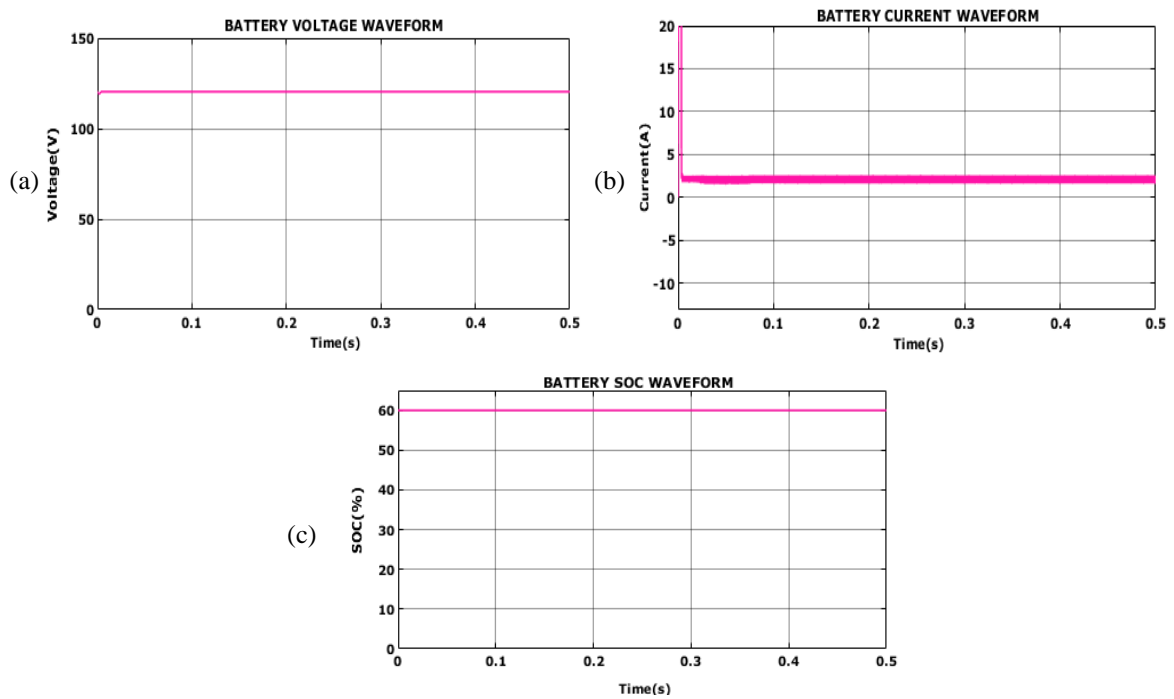 BATTERY VOLTAGE WAVEFORM
(a)
Voltage(V)
150
100
50
0
0 0.1 0.2 0.3 0.4 0.5
Time(s)
BATTERY CURRENT WAVEFORM
(b)
Current(A)
20
15
10
5
0
-5
-10
0 0.1 0.2 0.3 0.4 0.5
Time(s)
BATTERY SOC WAVEFORM
(c)
SOC(%)
60
50
40
30
20
10
0
0 0.1 0.2 0.3 0.4 0.5
Time(s)